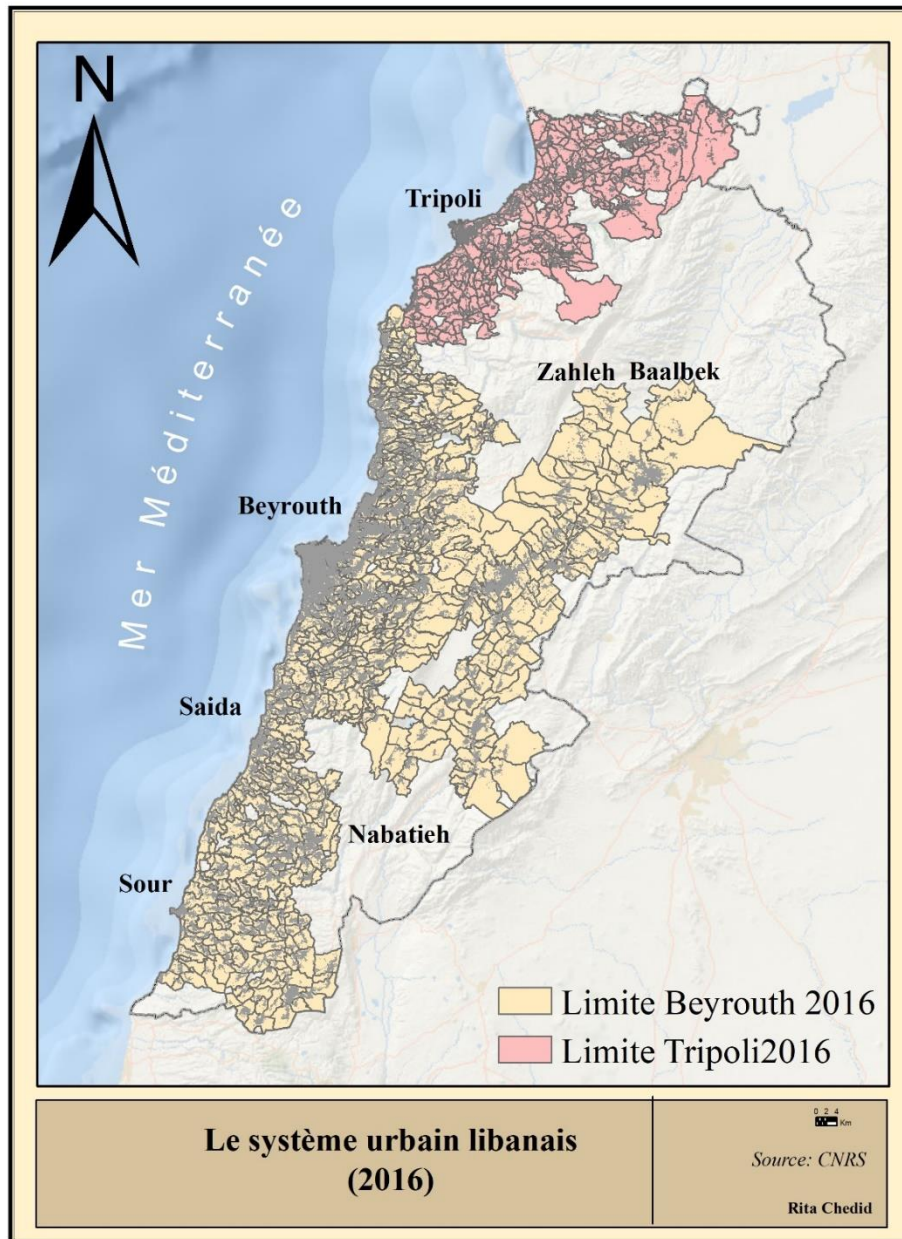 N
Tripoli
Zahleh Baalbek
Mer Méditerranée
Beyrouth
Saida
Nabatieh
Sour
Limite Beyrouth 2016
Limite Tripoli2016
Le système urbain libanais
(2016)
0 2 4
Km
Source: CNRS
Rita Chedid